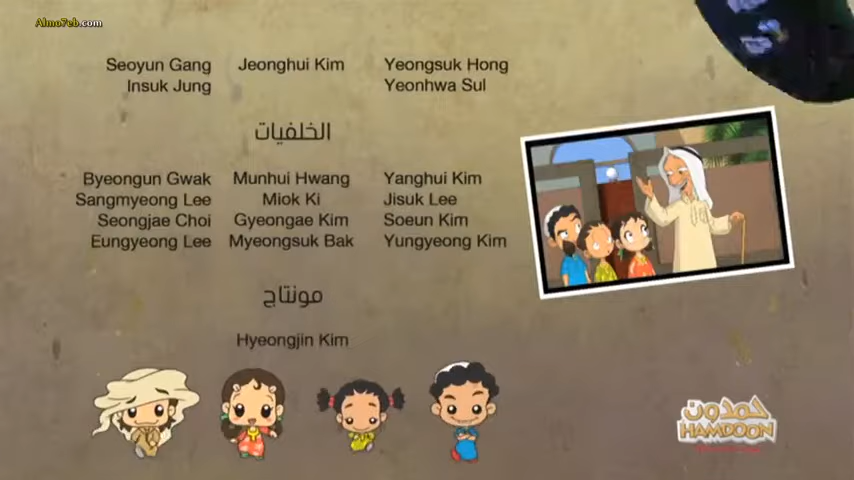 Almo7eb.com
Seoyun Gang Jeonghui Kim Yeongsuk Hong
Insuk Jung Yeonhwa Sul
الخلفيات
Byeongun Gwak Munhui Hwang Yanghui Kim
Sangmyeong Lee Miok Ki Jisuk Lee
Seongjae Choi Gyeongae Kim Soeun Kim
Eungyeong Lee Myeongsuk Bak Yungyeong Kim
مونتاج
Hyeongjin Kim
حمدون
HAMDOON